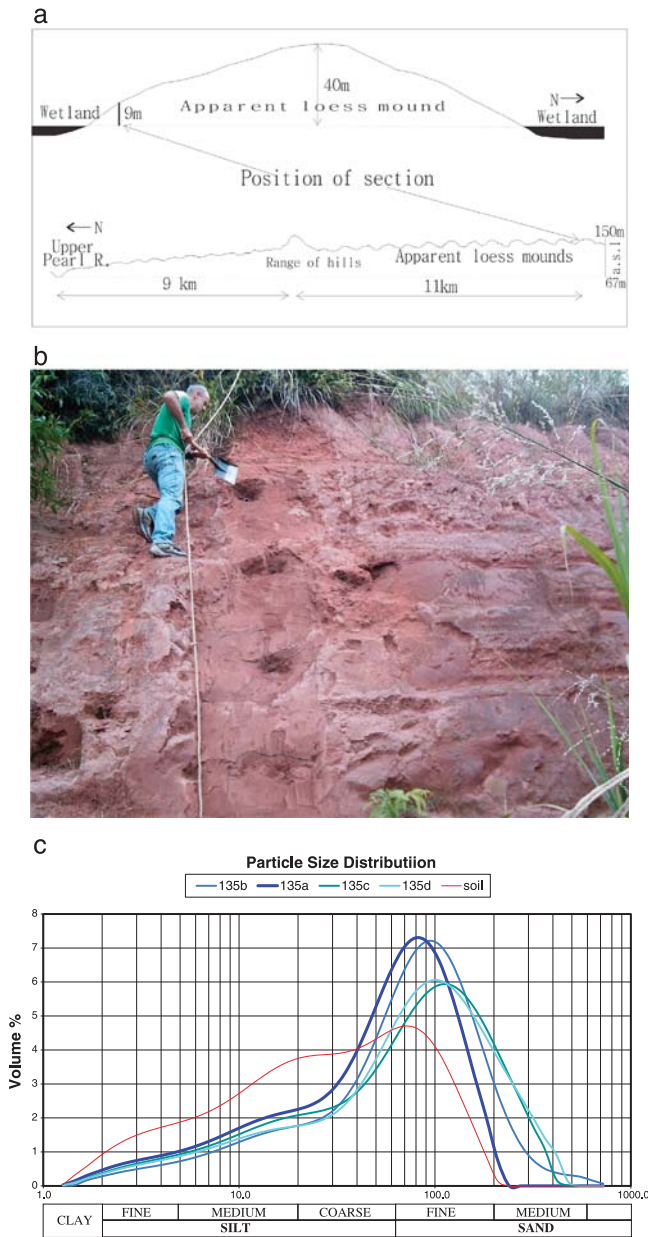 a
40m
N
Wetland
9m
Apparent loess mound
Wetland
Position of section
N
150m
Upper
Pearl R.
Range of hills
Apparent loess mounds
a.s.l
67m
9 km
11km
b
c
Particle Size Distributiion
135b 135a 135c 135d soil
8
7
6
5
4
3
2
1
0
Volume %
1.0 10.0 100.0 1000.0
CLAY FINE MEDIUM COARSE FINE MEDIUM
SILT SAND